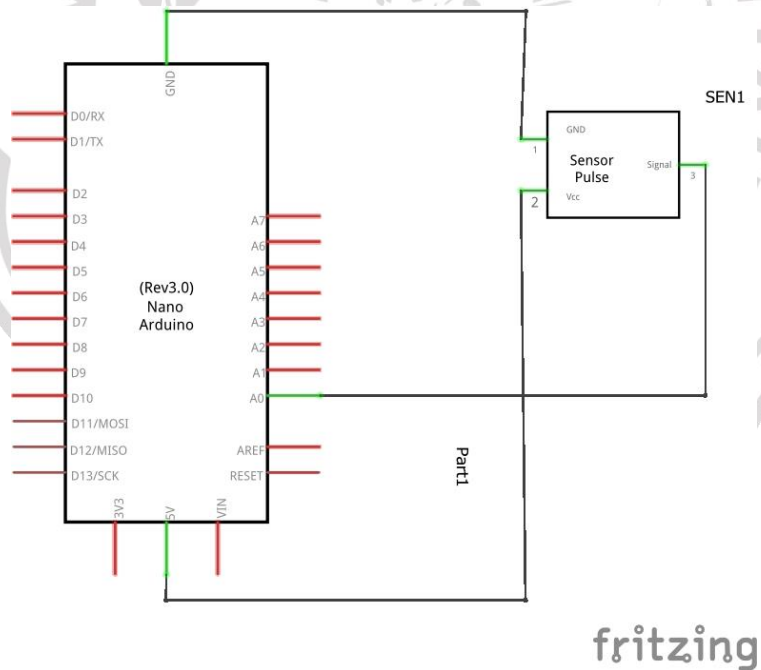 GND
D0/RX
D1/TX
D2
D3
D4
D5
D6
D7
D8
D9
D10
D11/MOSI
D12/MISO
D13/SCK
(Rev3.0)
Nano
Arduino
A7
A6
A5
A4
A3
A2
A1
A0
AREF
RESET
3V3
5V
VIN
SEN1
GND
1
Sensor
Pulse
Signal
3
2
Vcc
Part1
fritzing